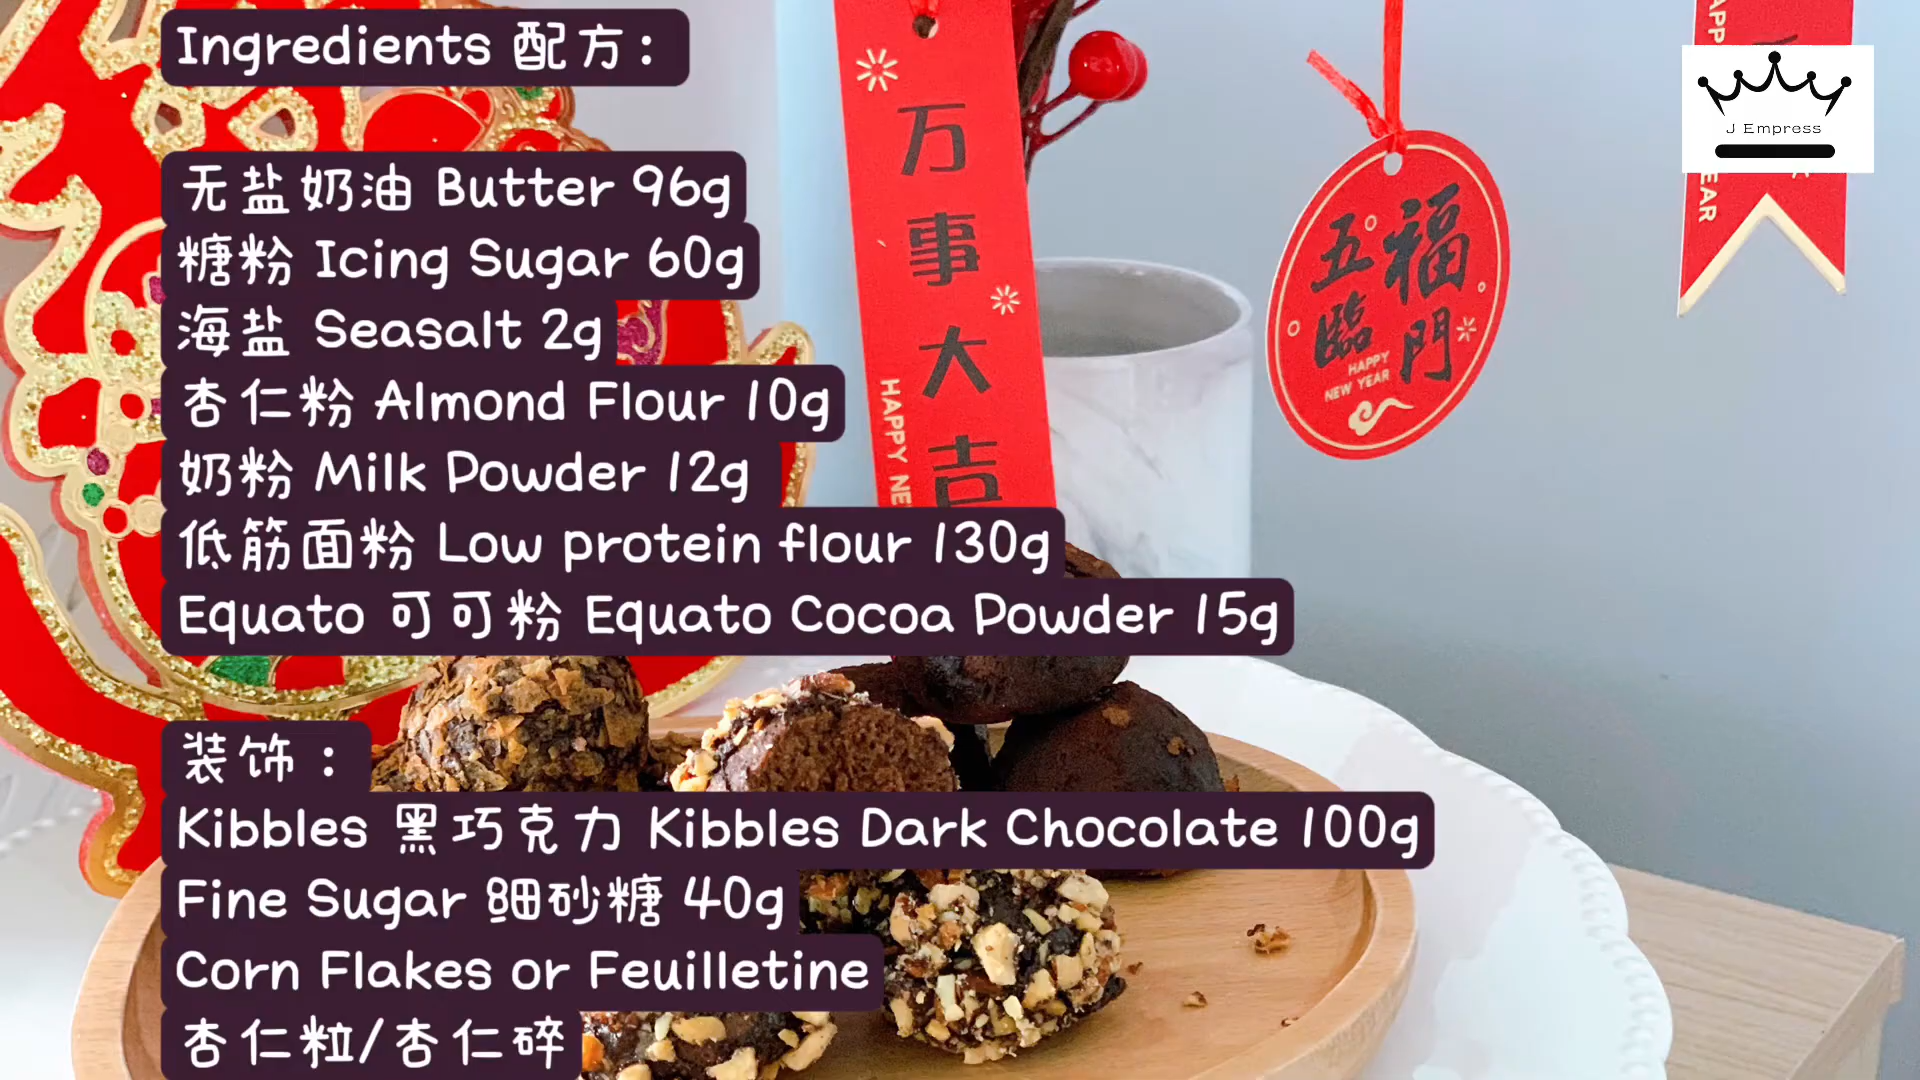 Ingredients 配方:
无盐奶油 Butter 96g
糖粉 Icing Sugar 60g
海盐 Seasalt 2g
杏仁粉 Almond Flour 10g
奶粉 Milk Powder 12g
低筋面粉 Low protein flour 130g
Equato 可可粉 Equato Cocoa Powder 15g
装饰：
Kibbles 黑巧克力 Kibbles Dark Chocolate 100g
Fine Sugar 细砂糖 40g
Corn Flakes or Feuilletine
杏仁粒/杏仁碎
万事大吉
HAPPY NE
福門
五臨
HAPPY
NEW YEAR
J Empress